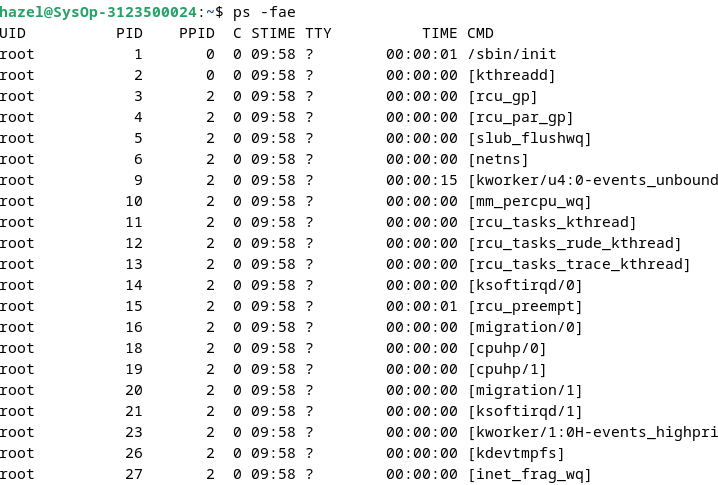 hazel@SysOp-3123500024:~$ ps -fae
UID PID PPID C STIME TTY TIME CMD
root 1 0 0 09:58 ? 00:00:01 /sbin/init
root 2 0 0 09:58 ? 00:00:00 [kthreadd]
root 3 2 0 09:58 ? 00:00:00 [rcu_gp]
root 4 2 0 09:58 ? 00:00:00 [rcu_par_gp]
root 5 2 0 09:58 ? 00:00:00 [slub_flushwq]
root 6 2 0 09:58 ? 00:00:00 [netns]
root 9 2 0 09:58 ? 00:00:15 [kworker/u4:0-events_unbound
root 10 2 0 09:58 ? 00:00:00 [mm_percpu_wq]
root 11 2 0 09:58 ? 00:00:00 [rcu_tasks_kthread]
root 12 2 0 09:58 ? 00:00:00 [rcu_tasks_rude_kthread]
root 13 2 0 09:58 ? 00:00:00 [rcu_tasks_trace_kthread]
root 14 2 0 09:58 ? 00:00:00 [ksoftirqd/0]
root 15 2 0 09:58 ? 00:00:01 [rcu_preempt]
root 16 2 0 09:58 ? 00:00:00 [migration/0]
root 18 2 0 09:58 ? 00:00:00 [cpuhp/0]
root 19 2 0 09:58 ? 00:00:00 [cpuhp/1]
root 20 2 0 09:58 ? 00:00:00 [migration/1]
root 21 2 0 09:58 ? 00:00:00 [ksoftirqd/1]
root 23 2 0 09:58 ? 00:00:00 [kworker/1:0H-events_highpri
root 26 2 0 09:58 ? 00:00:00 [kdevtmpfs]
root 27 2 0 09:58 ? 00:00:00 [inet_frag_wq]